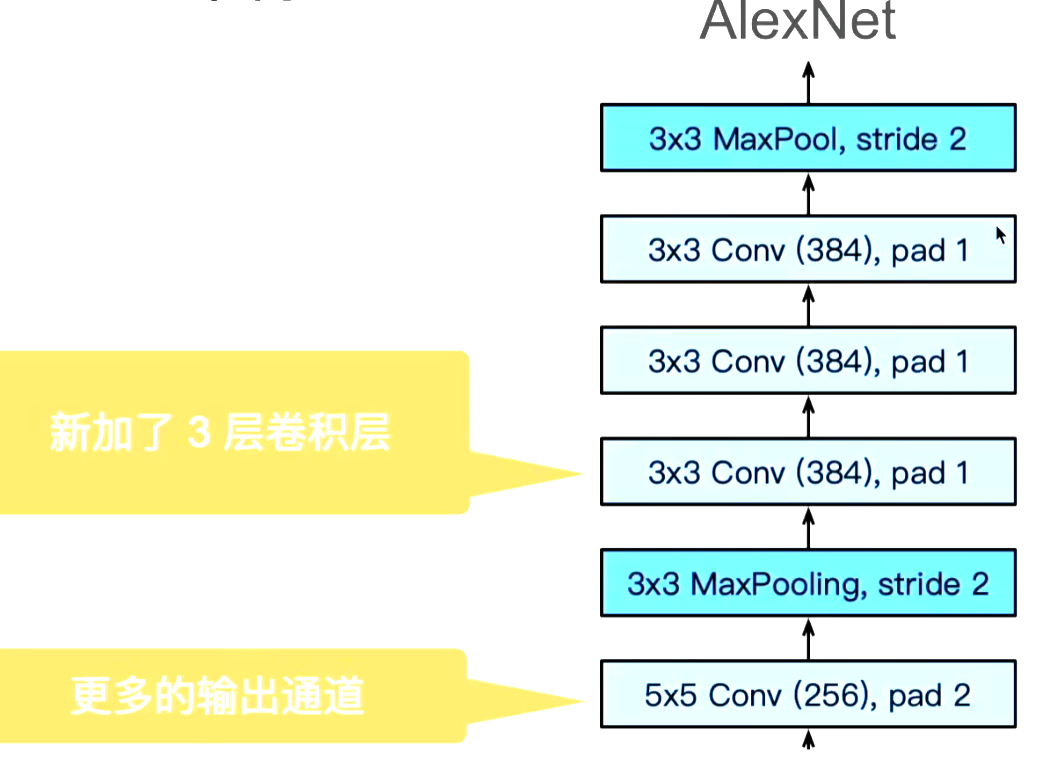 AlexNet
3x3 MaxPool, stride 2
3x3 Conv (384), pad 1
3x3 Conv (384), pad 1
新加了 3 层卷积层
3x3 Conv (384), pad 1
3x3 MaxPooling, stride 2
更多的输出通道
5x5 Conv (256), pad 2